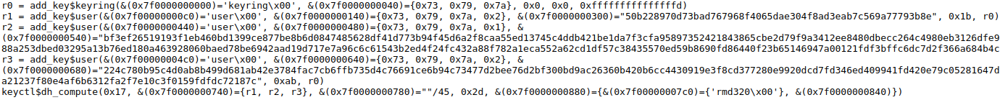 r0 = add_key$keyring(&(0x7f0000000000)='keyring\x00', &(0x7f0000000040)={0x73, 0x79, 0x7a}, 0x0, 0x0, 0xfffffffffffffffd)
r1 = add_key$user(&(0x7f00000000c0)='user\x00', &(0x7f0000000140)={0x73, 0x79, 0x7a, 0x2}, &(0x7f0000000300)="50b228970d73bad767968f4065dae304f8ad3eab7c569a77793b8e", 0x1b, r0)
r2 = add_key$user(&(0x7f0000000440)='user\x00', &(0x7f0000000480)={0x73, 0x79, 0x7a, 0x1}, &
(0x7f0000000540)="bf3ef26519193f1eb460bd1399ce877be8b6d0847485628df41d773b94f45d6a2f8caa55ed13745c4ddb421be1da7f3cfa95897352421843865cbe2d79f9a3412ee8480dbecc264c4980eb3126dfe9
88a253dbed03295a13b76ed180a463928060baed78be6942aad19d717e7a96c6c61543b2ed4f24fc432a88f782a1eca552a62cd1df57c38435570ed59b8690fd86440f23b65146947a00121fdf3bffc6dc7d2f366a684b4c
r3 = add_key$user(&(0x7f00000004c0)='user\x00', &(0x7f0000000640)={0x73, 0x79, 0x7a, 0x2}, &
(0x7f0000000680)="224c780b95c4d0ab8b499d681ab42e3784fac7cb6ffb735d4c76691ce6b94c73477d2bee76d2bf300bd9ac26360b420b6cc4430919e3f8cd377280e9920dcd7fd346ed409941fd420e79c05281647d
a21237f80e4af6b6312fa2f7e10c3f0159fdfdc72187c", 0xab, r0)
keyctl$dh_compute(0x17, &(0x7f0000000740)={r1, r2, r3}, &(0x7f0000000780)=""/45, 0x2d, &(0x7f0000000880)={&(0x7f00000007c0)={'rmd320\x00'}, &(0x7f0000000840)})